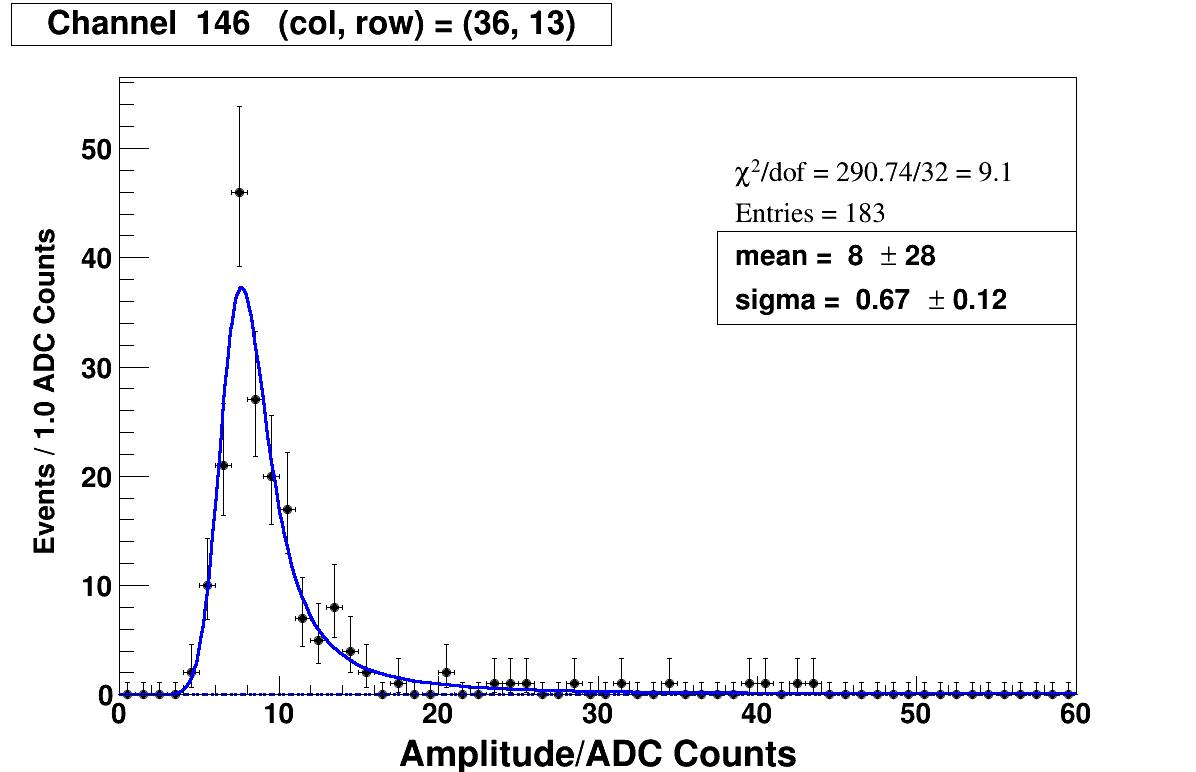 Channel 146 (col, row) = (36, 13)
χ²/dof = 290.74/32 = 9.1
Entries = 183
mean = 8 ± 28
sigma = 0.67 ± 0.12
Events / 1.0 ADC Counts
50
40
30
20
10
0
0 10 20 30 40 50 60
Amplitude/ADC Counts